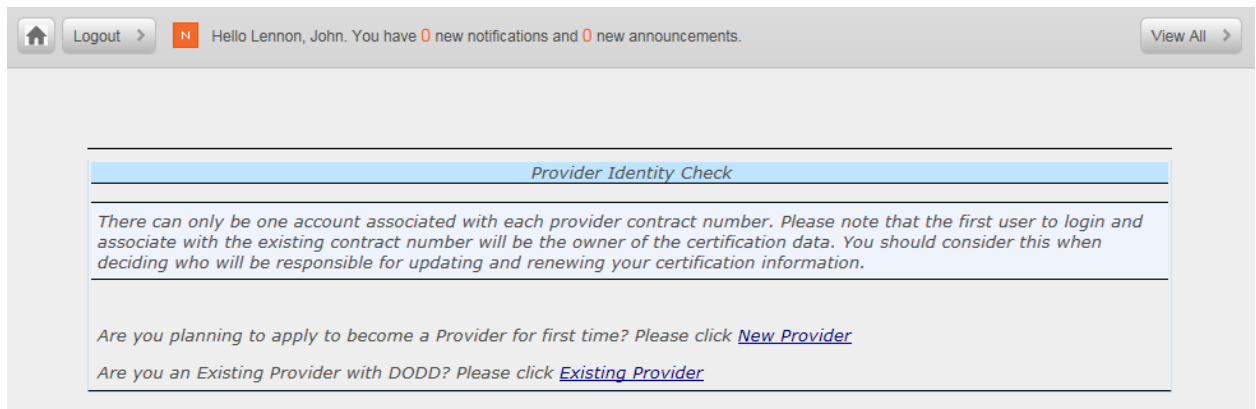 Logout > N Hello Lennon, John. You have 0 new notifications and 0 new announcements. View All >
Provider Identity Check
There can only be one account associated with each provider contract number. Please note that the first user to login and
associate with the existing contract number will be the owner of the certification data. You should consider this when
deciding who will be responsible for updating and renewing your certification information.
Are you planning to apply to become a Provider for first time? Please click New Provider
Are you an Existing Provider with DODD? Please click Existing Provider